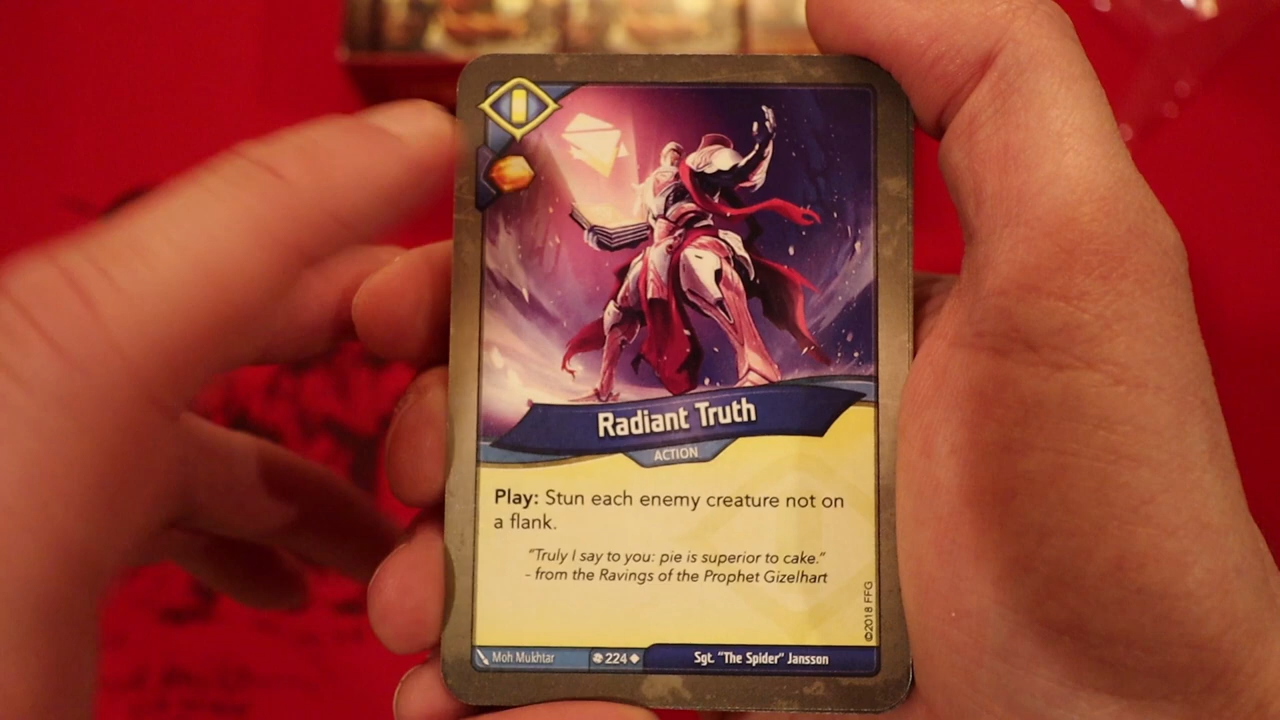 Radiant Truth
ACTION
Play: Stun each enemy creature not on
a flank.
"Truly I say to you: pie is superior to cake."
- from the Ravings of the Prophet Gizelhart
©2018 FFG
Moh Mukhtar
224
Sgt. "The Spider" Jansson